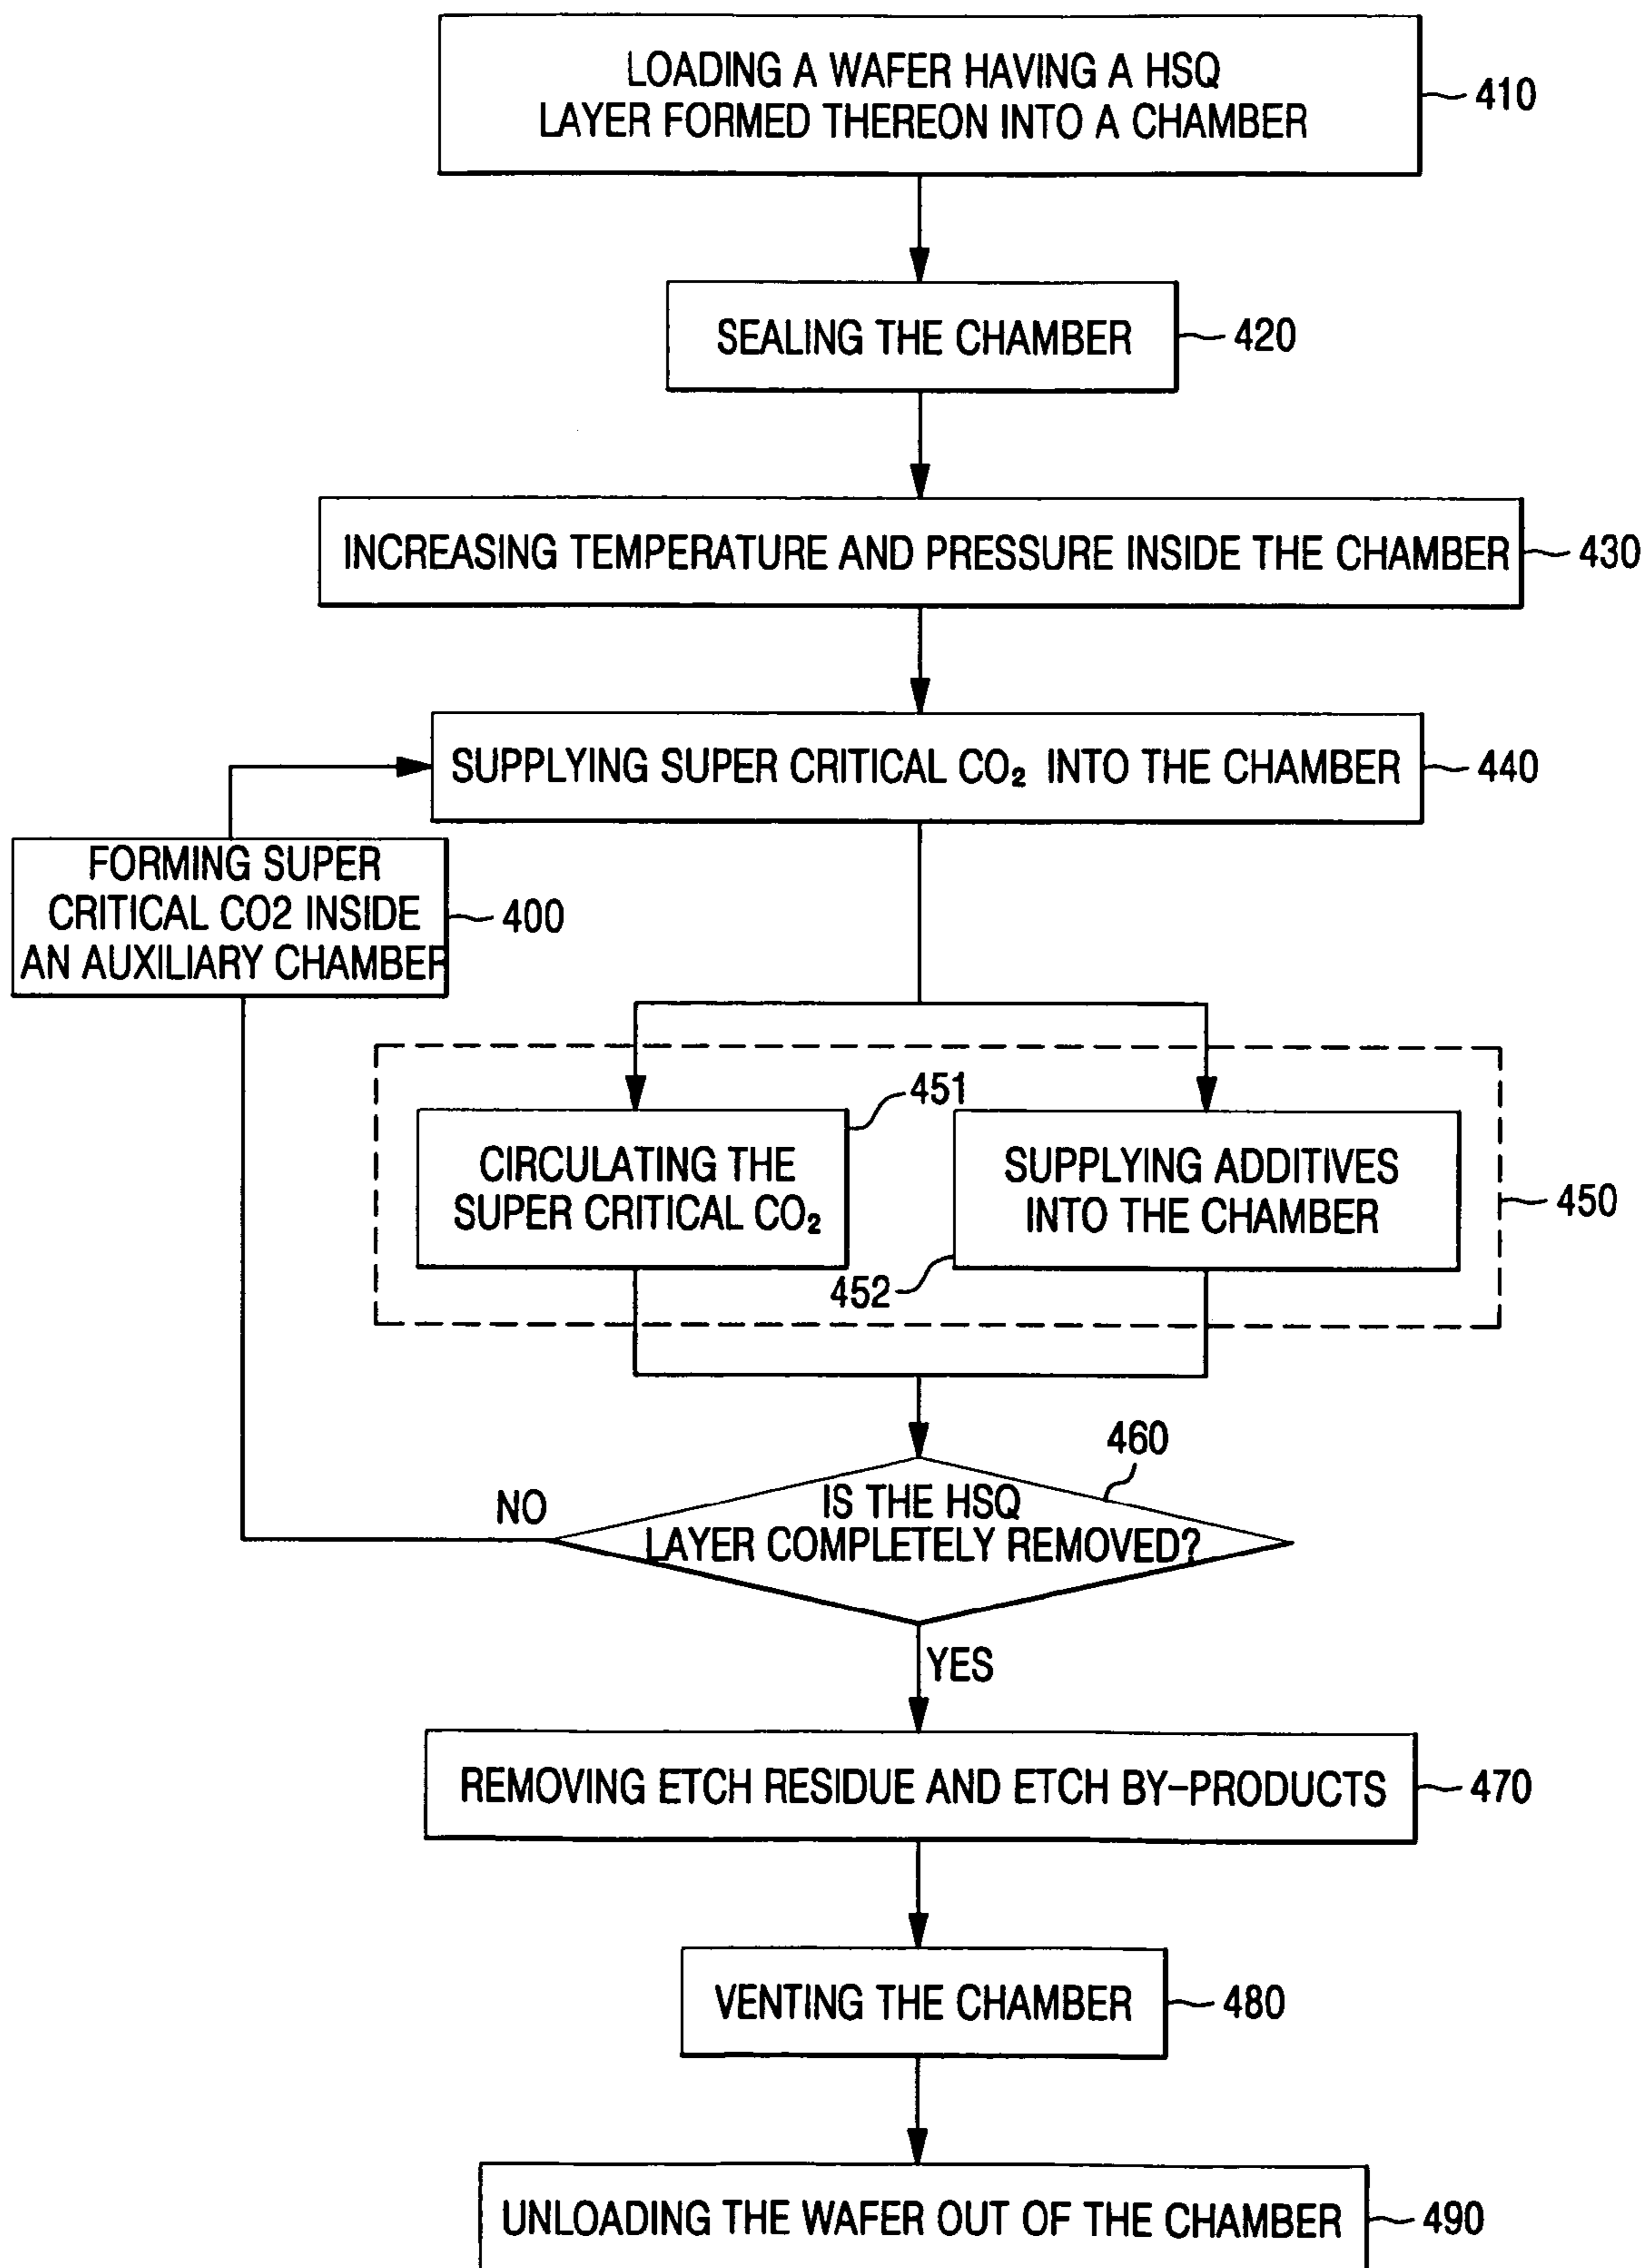 LOADING A WAFER HAVING A HSQ
LAYER FORMED THEREON INTO A CHAMBER
410
SEALING THE CHAMBER
420
INCREASING TEMPERATURE AND PRESSURE INSIDE THE CHAMBER
430
SUPPLYING SUPER CRITICAL CO₂ INTO THE CHAMBER
440
FORMING SUPER
CRITICAL CO2 INSIDE
AN AUXILIARY CHAMBER
400
451
CIRCULATING THE
SUPER CRITICAL CO₂
SUPPLYING ADDITIVES
INTO THE CHAMBER
452
450
460
IS THE HSQ
LAYER COMPLETELY REMOVED?
NO
YES
REMOVING ETCH RESIDUE AND ETCH BY-PRODUCTS
470
VENTING THE CHAMBER
480
UNLOADING THE WAFER OUT OF THE CHAMBER
490